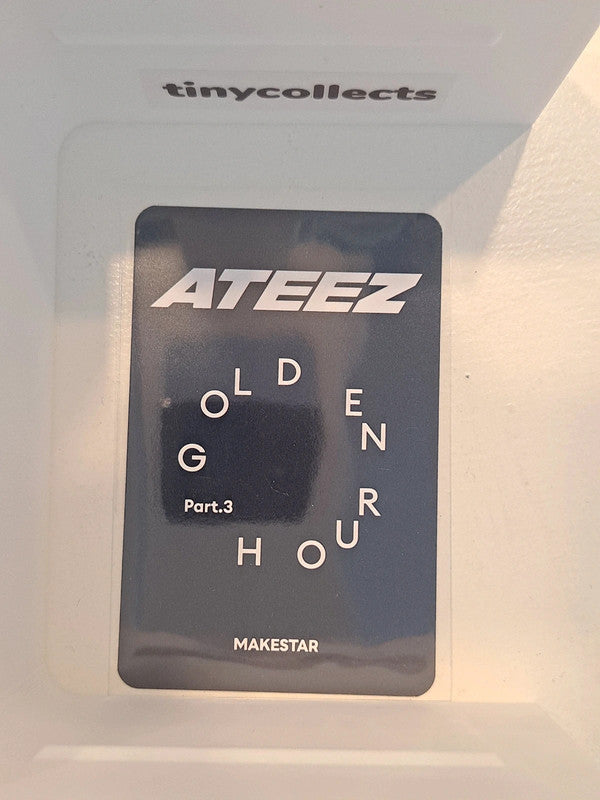 tinycollects
ATEEZ
GOLDEN
Part.3
HOUR
MAKESTAR